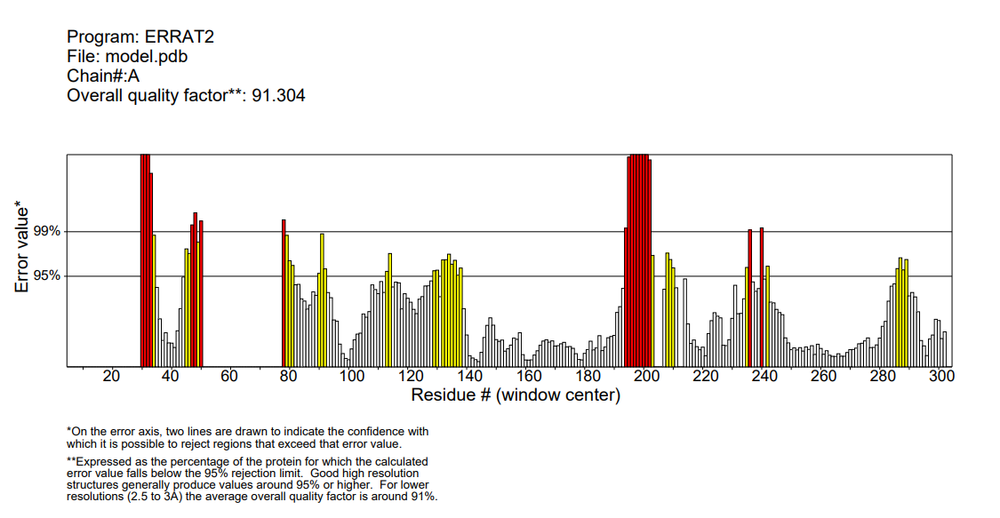 Program: ERRAT2
File: model.pdb
Chain#:A
Overall quality factor**: 91.304
Error value*
99%
95%
20 40 60 80 100 120 140 160 180 200 220 240 260 280 300
Residue # (window center)
*On the error axis, two lines are drawn to indicate the confidence with
which it is possible to reject regions that exceed that error value.
**Expressed as the percentage of the protein for which the calculated
error value falls below the 95% rejection limit.  Good high resolution
structures generally produce values around 95% or higher.  For lower
resolutions (2.5 to 3A) the average overall quality factor is around 91%.